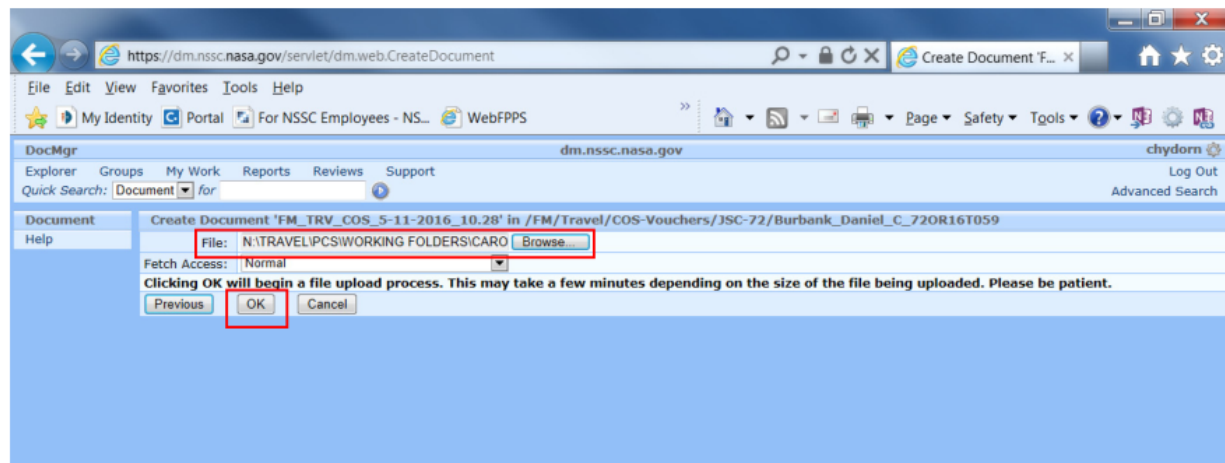 https://dm.nssc.nasa.gov/servlet/dm.web.CreateDocument Create Document 'F...
File Edit View Favorites Tools Help
My Identity Portal For NSSC Employees - NS... WebFPPS » Page Safety Tools
DocMgr dm.nssc.nasa.gov chydorn
Explorer Groups My Work Reports Reviews Support Log Out
Quick Search: Document for Advanced Search
Document Create Document 'FM_TRV_COS_5-11-2016_10.28' in /FM/Travel/COS-Vouchers/JSC-72/Burbank_Daniel_C_72OR16T059
Help File: N:\TRAVEL\PCS\WORKING FOLDERS\CARO Browse...
Fetch Access: Normal
Clicking OK will begin a file upload process. This may take a few minutes depending on the size of the file being uploaded. Please be patient.
Previous OK Cancel